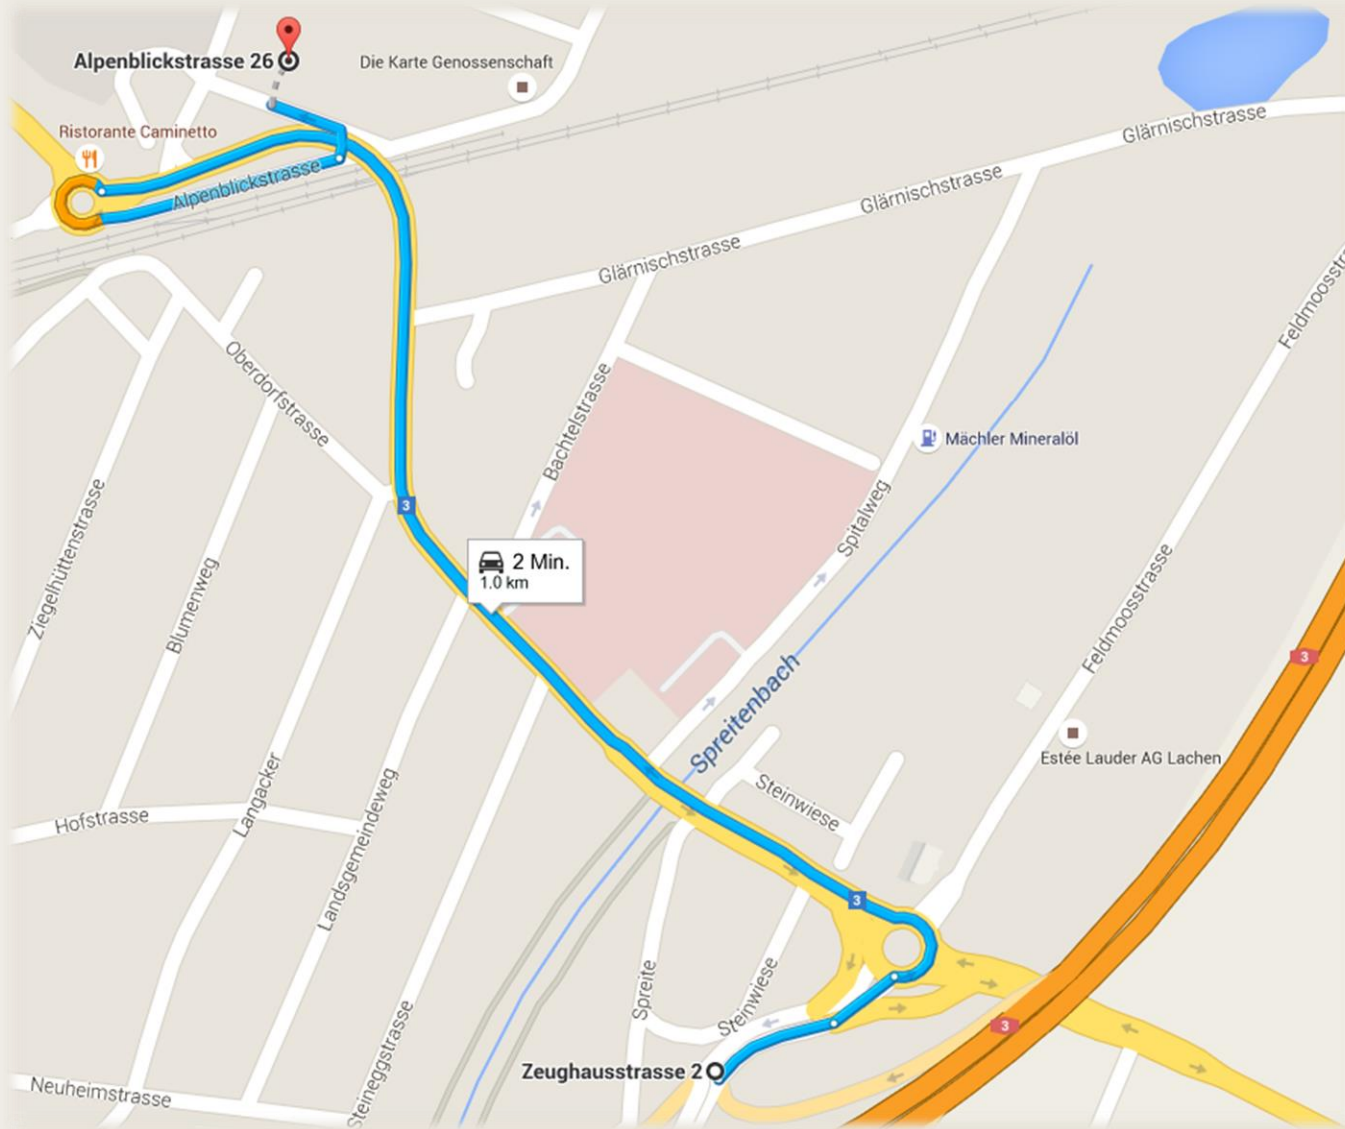 Alpenblickstrasse 26
Die Karte Genossenschaft
Ristorante Caminetto
Alpenblickstrasse
Glärnischstrasse
Glärnischstrasse
Glärnischstrasse
Feldmoosstr
Oberdorfstrasse
Bachtelstrasse
Mächler Mineralöl
3
Spitalweg
Ziegelhüttenstrasse
Blumenweg
2 Min.
1.0 km
Feldmoosstrasse
3
Spreitenbach
Estée Lauder AG Lachen
Steinwiese
Hofstrasse
Langacker
Landsgemeindeweg
3
Spreite
Steinwiese
3
Zeughausstrasse 2
Neuheimstrasse
Steineggstrasse